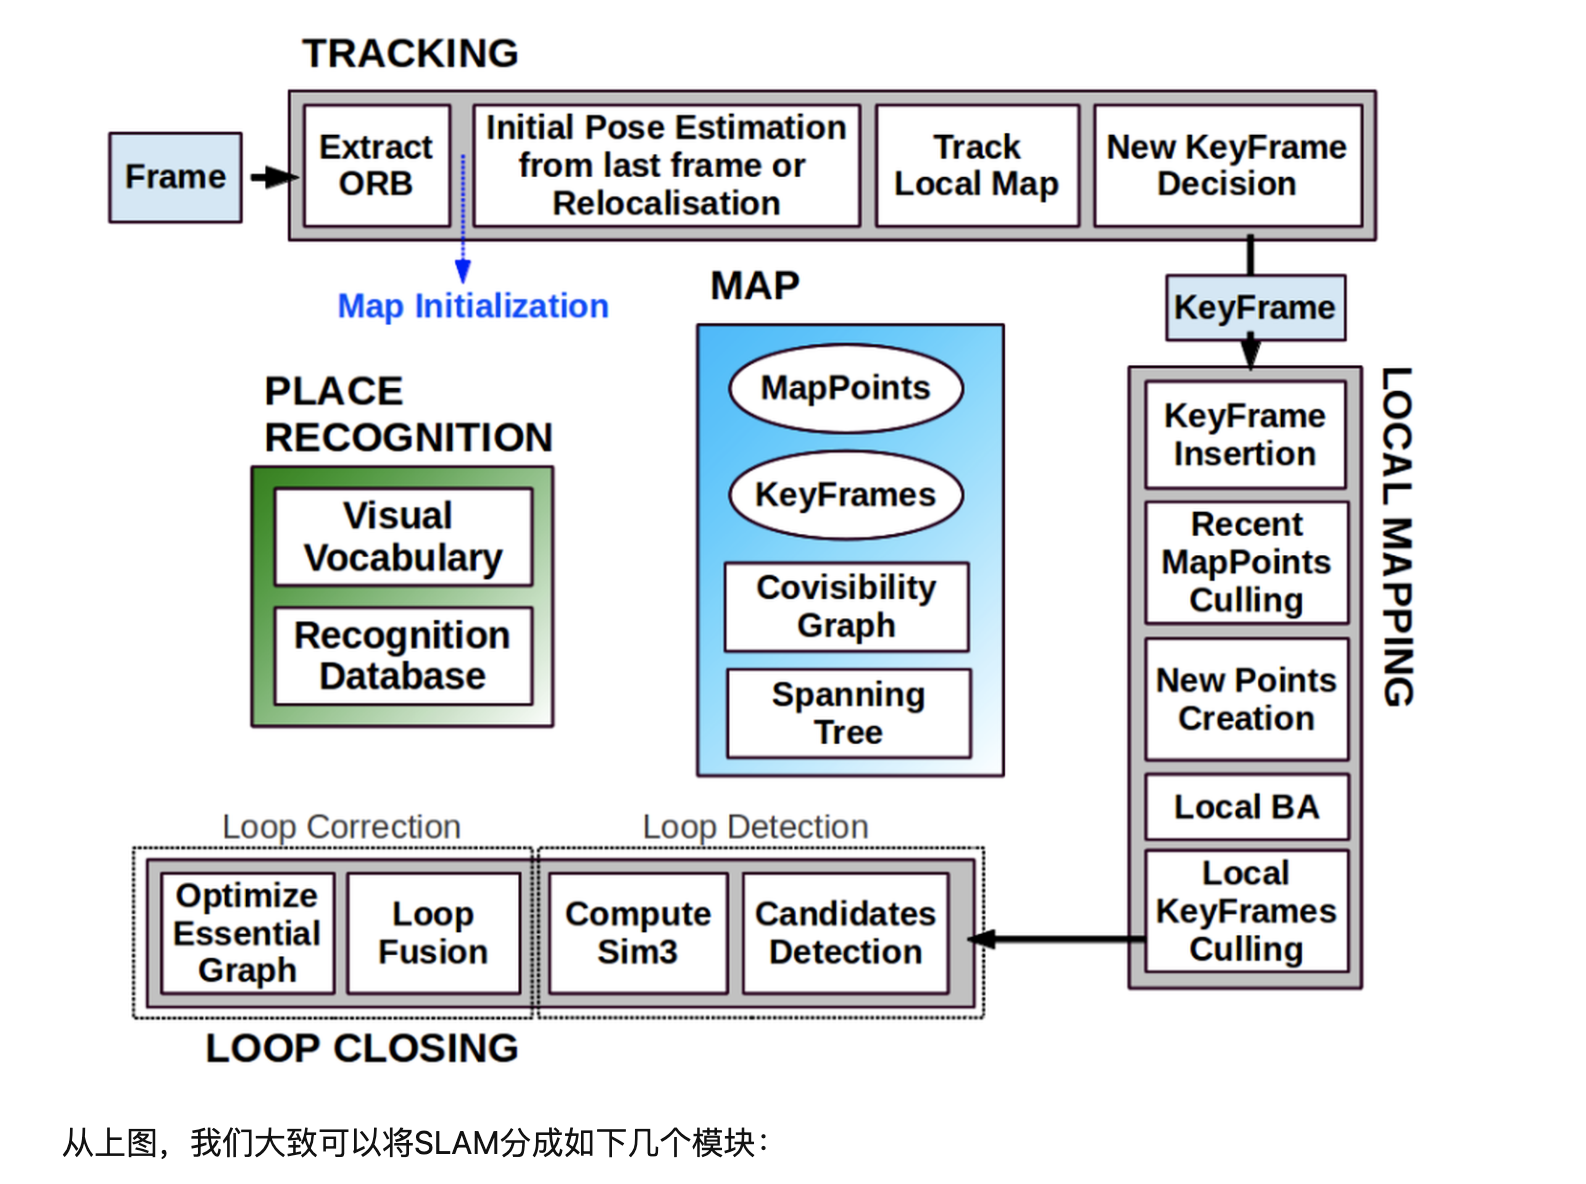 TRACKING
Frame
Extract
ORB
Initial Pose Estimation
from last frame or
Relocalisation
Track
Local Map
New KeyFrame
Decision
Map Initialization
MAP
KeyFrame
PLACE
RECOGNITION
Visual
Vocabulary
Recognition
Database
MapPoints
KeyFrames
Covisibility
Graph
Spanning
Tree
LOCAL MAPPING
KeyFrame
Insertion
Recent
MapPoints
Culling
New Points
Creation
Local BA
Local
KeyFrames
Culling
Loop Correction
Loop Detection
Optimize
Essential
Graph
Loop
Fusion
Compute
Sim3
Candidates
Detection
LOOP CLOSING
从上图，我们大致可以将SLAM分成如下几个模块：